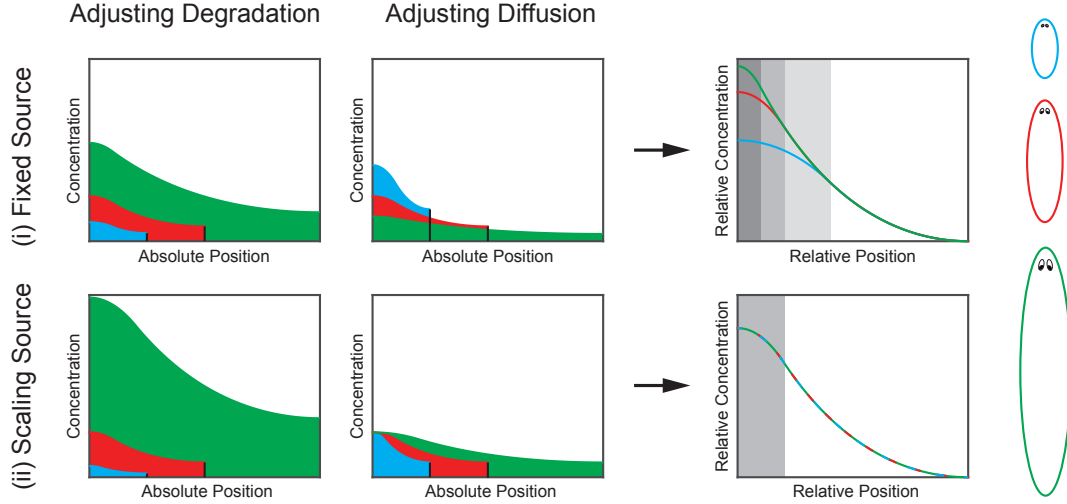 Adjusting Degradation
Adjusting Diffusion
(i) Fixed Source
Concentration
Absolute Position
Concentration
Absolute Position
Relative Concentration
Relative Position
(ii) Scaling Source
Concentration
Absolute Position
Concentration
Absolute Position
Relative Concentration
Relative Position